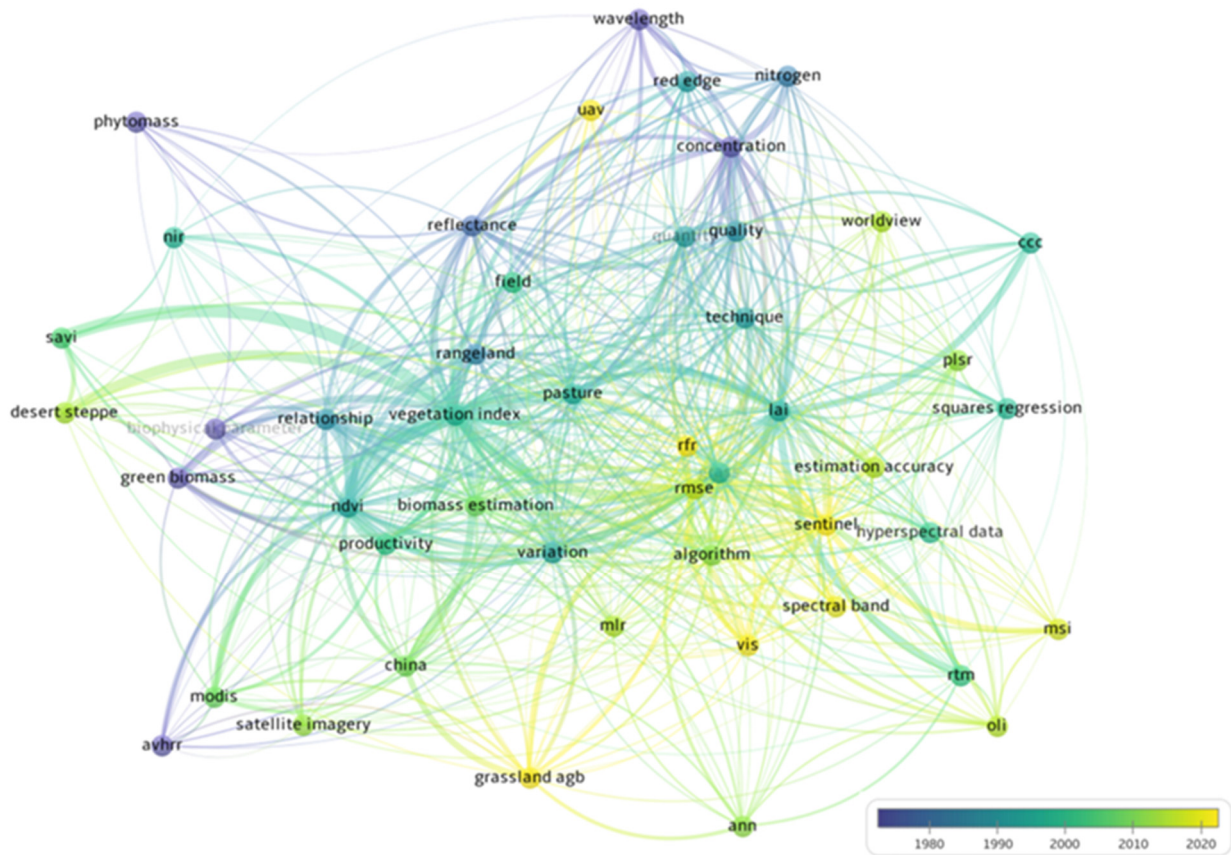 wavelength
red edge
nitrogen
uav
phytomass
concentration
reflectance
quantity
quality
worldview
nir
ccc
field
technique
savi
rangeland
plsr
pasture
desert steppe
relationship
vegetation index
lai
squares regression
biophysical parameter
rfr
green biomass
estimation accuracy
rmse
ndvi
biomass estimation
sentinel
hyperspectral data
productivity
variation
algorithm
spectral band
mlr
msi
vis
china
rtm
modis
satellite imagery
oli
avhrr
grassland agb
ann
1980 1990 2000 2010 2020